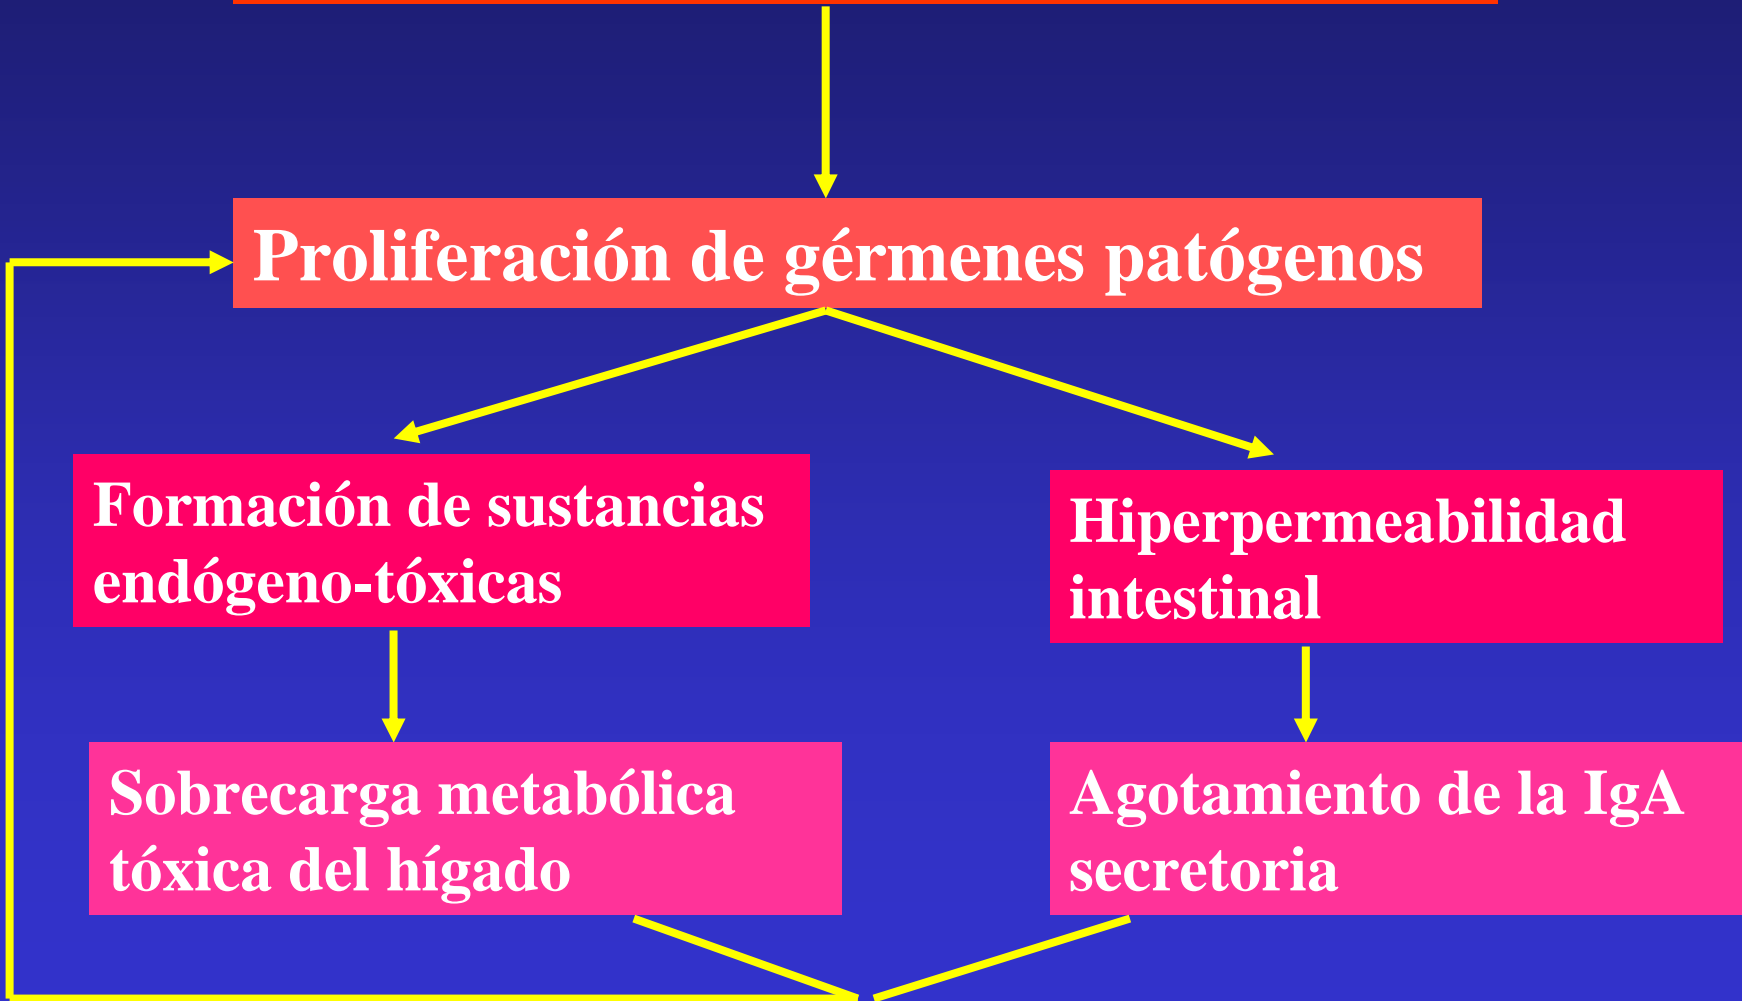 Proliferación de gérmenes patógenos
Formación de sustancias
endógeno-tóxicas
Hiperpermeabilidad
intestinal
Sobrecarga metabólica
tóxica del hígado
Agotamiento de la IgA
secretoria